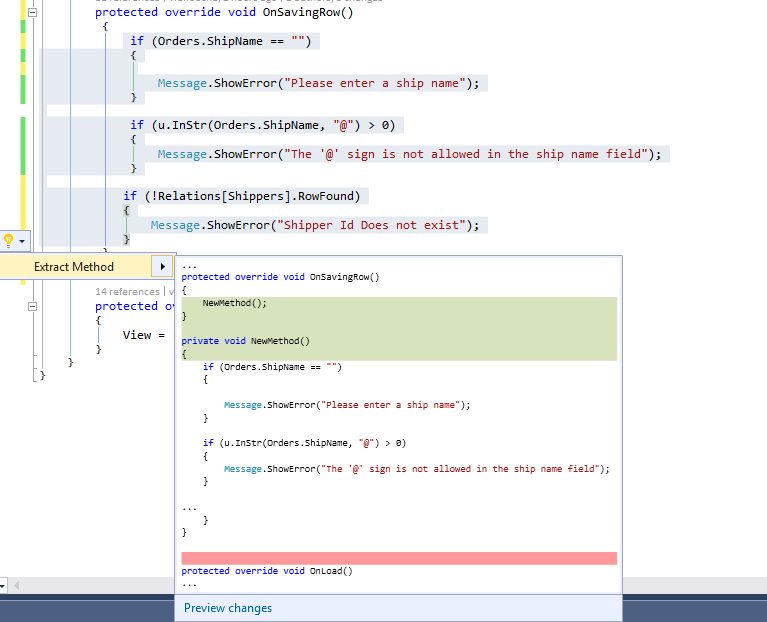 protected override void OnSavingRow()
{
if (Orders.ShipName == "")
{
Message.ShowError("Please enter a ship name");
}
if (u.InStr(Orders.ShipName, "@") > 0)
{
Message.ShowError("The '@' sign is not allowed in the ship name field");
}
if (!Relations[Shippers].RowFound)
{
Message.ShowError("Shipper Id Does not exist");
}
Extract Method
...
protected override void OnSavingRow()
{
NewMethod();
}
private void NewMethod()
{
if (Orders.ShipName == "")
{
Message.ShowError("Please enter a ship name");
}
if (u.InStr(Orders.ShipName, "@") > 0)
{
Message.ShowError("The '@' sign is not allowed in the ship name field");
}
...
}
}
protected override void OnLoad()
...
Preview changes
14 references |
protected
{
View =
}
}
}